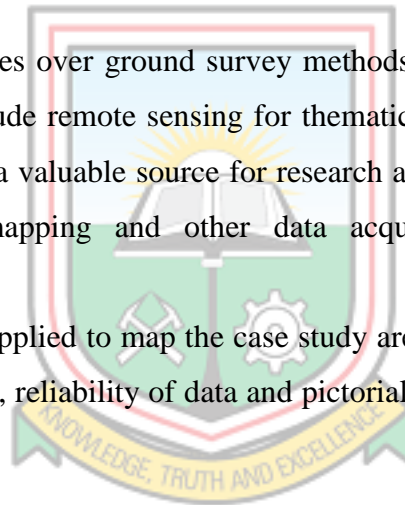 es over ground survey methods
ude remote sensing for thematic
a valuable source for research a
napping and other data acqu
pplied to map the case study are
, reliability of data and pictorial
KNOWLEDGE, TRUTH AND EXCELLENCE